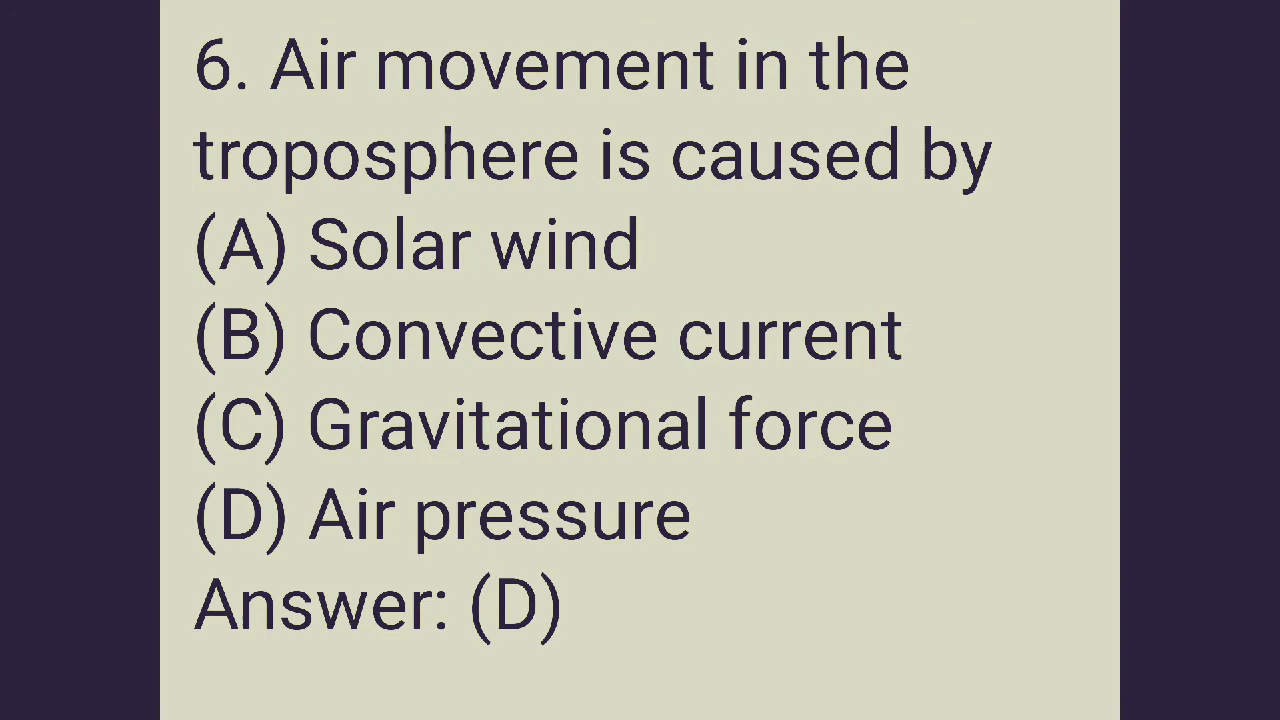 6. Air movement in the
troposphere is caused by
(A) Solar wind
(B) Convective current
(C) Gravitational force
(D) Air pressure
Answer: (D)